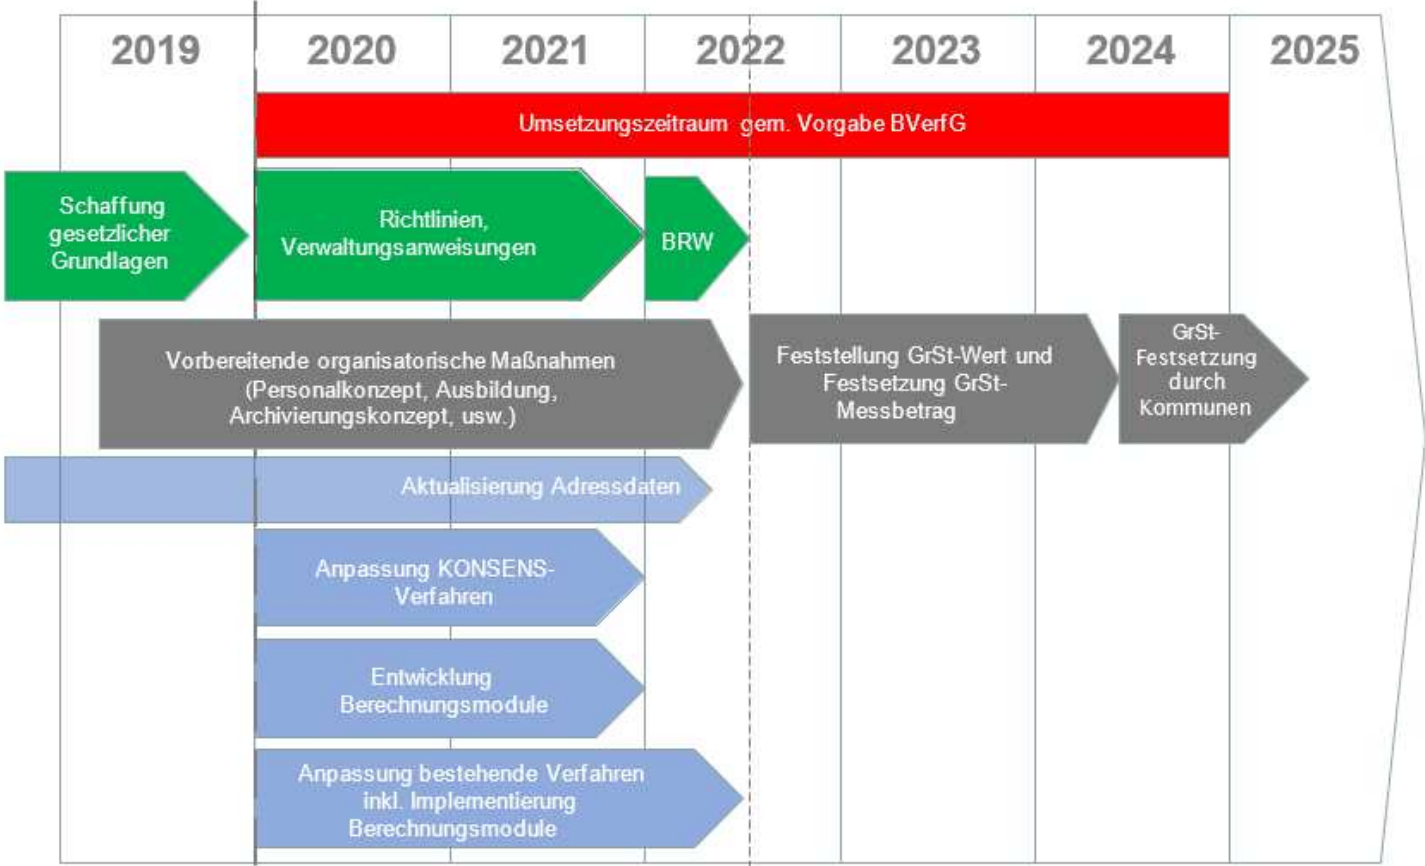 2019 2020 2021 2022 2023 2024 2025
Umsetzungszeitraum gem. Vorgabe BVerfG
Schaffung
gesetzlicher
Grundlagen
Richtlinien,
Verwaltungsanweisungen
BRW
Vorbereitende organisatorische Maßnahmen
(Personalkonzept, Ausbildung,
Archivierungskonzept, usw.)
Feststellung GrSt-Wert und
Festsetzung GrSt-
Messbetrag
GrSt-
Festsetzung
durch
Kommunen
Aktualisierung Adressdaten
Anpassung KONSENS-
Verfahren
Entwicklung
Berechnungsmodule
Anpassung bestehende Verfahren
inkl. Implementierung
Berechnungsmodule